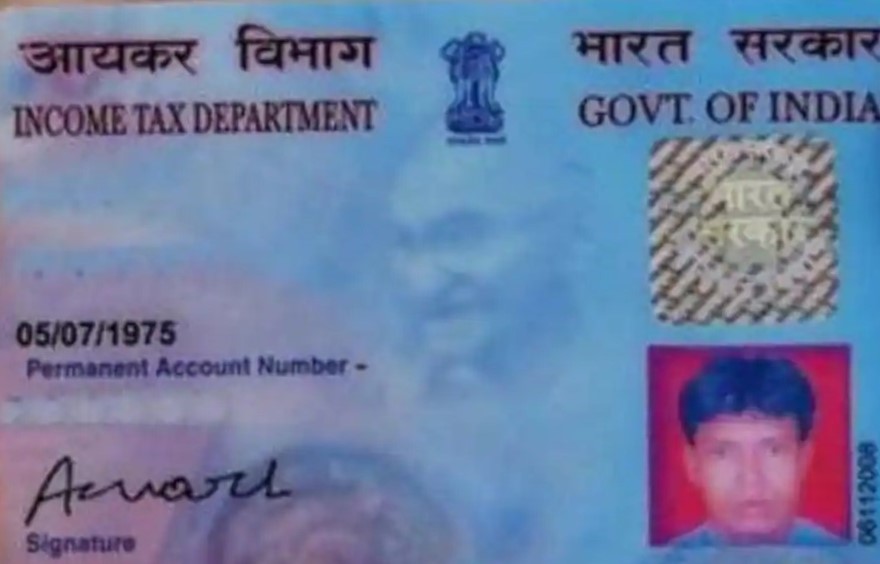 आयकर विभाग
INCOME TAX DEPARTMENT
भारत सरकार
GOVT. OF INDIA
भारत
सरकार
05/07/1975
Permanent Account Number -
Signature
06112008